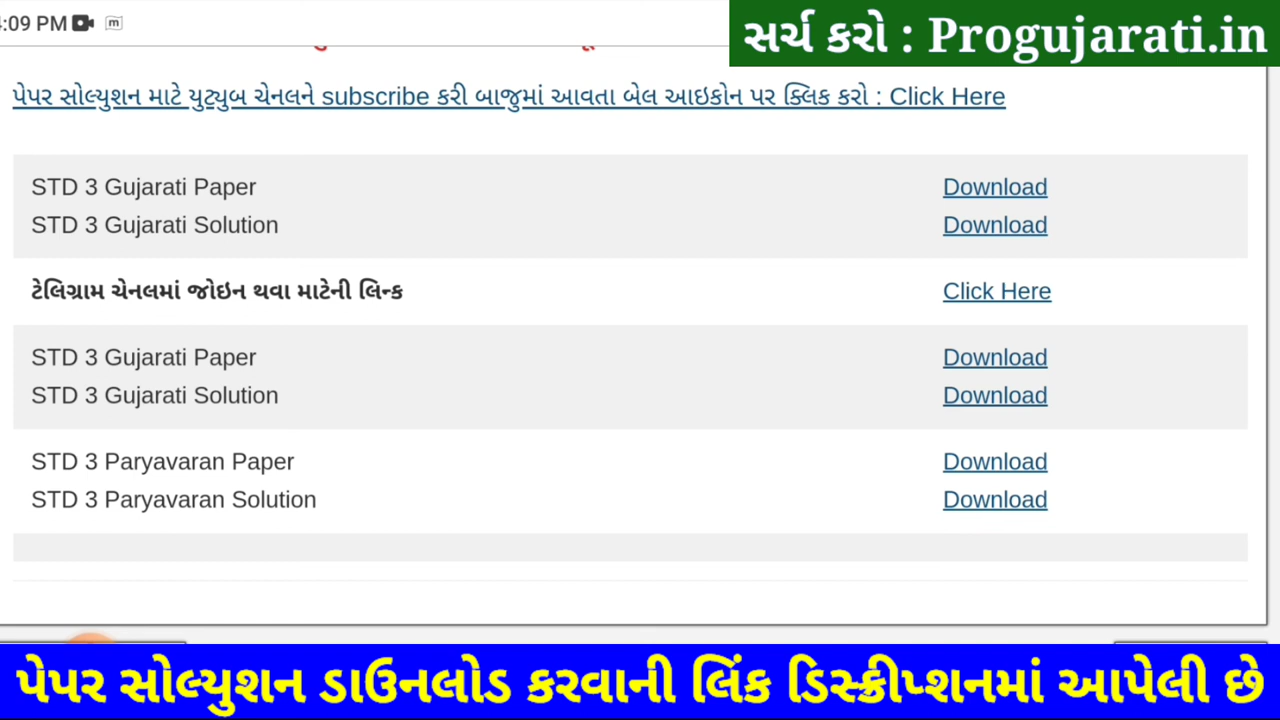 :09 PM
સર્ચ કરો : Progujarati.in
પેપર સોલ્યુશન માટે યુટ્યુબ ચેનલને subscribe કરી બાજુમાં આવતા બેલ આઇકોન પર ક્લિક કરો : Click Here
STD 3 Gujarati Paper Download
STD 3 Gujarati Solution Download
ટેલિગ્રામ ચેનલમાં જોઇન થવા માટેની લિન્ક Click Here
STD 3 Gujarati Paper Download
STD 3 Gujarati Solution Download
STD 3 Paryavaran Paper Download
STD 3 Paryavaran Solution Download
પેપર સોલ્યુશન ડાઉનલોડ કરવાની લિંક ડિસ્ક્રીપ્શનમાં આપેલી છે